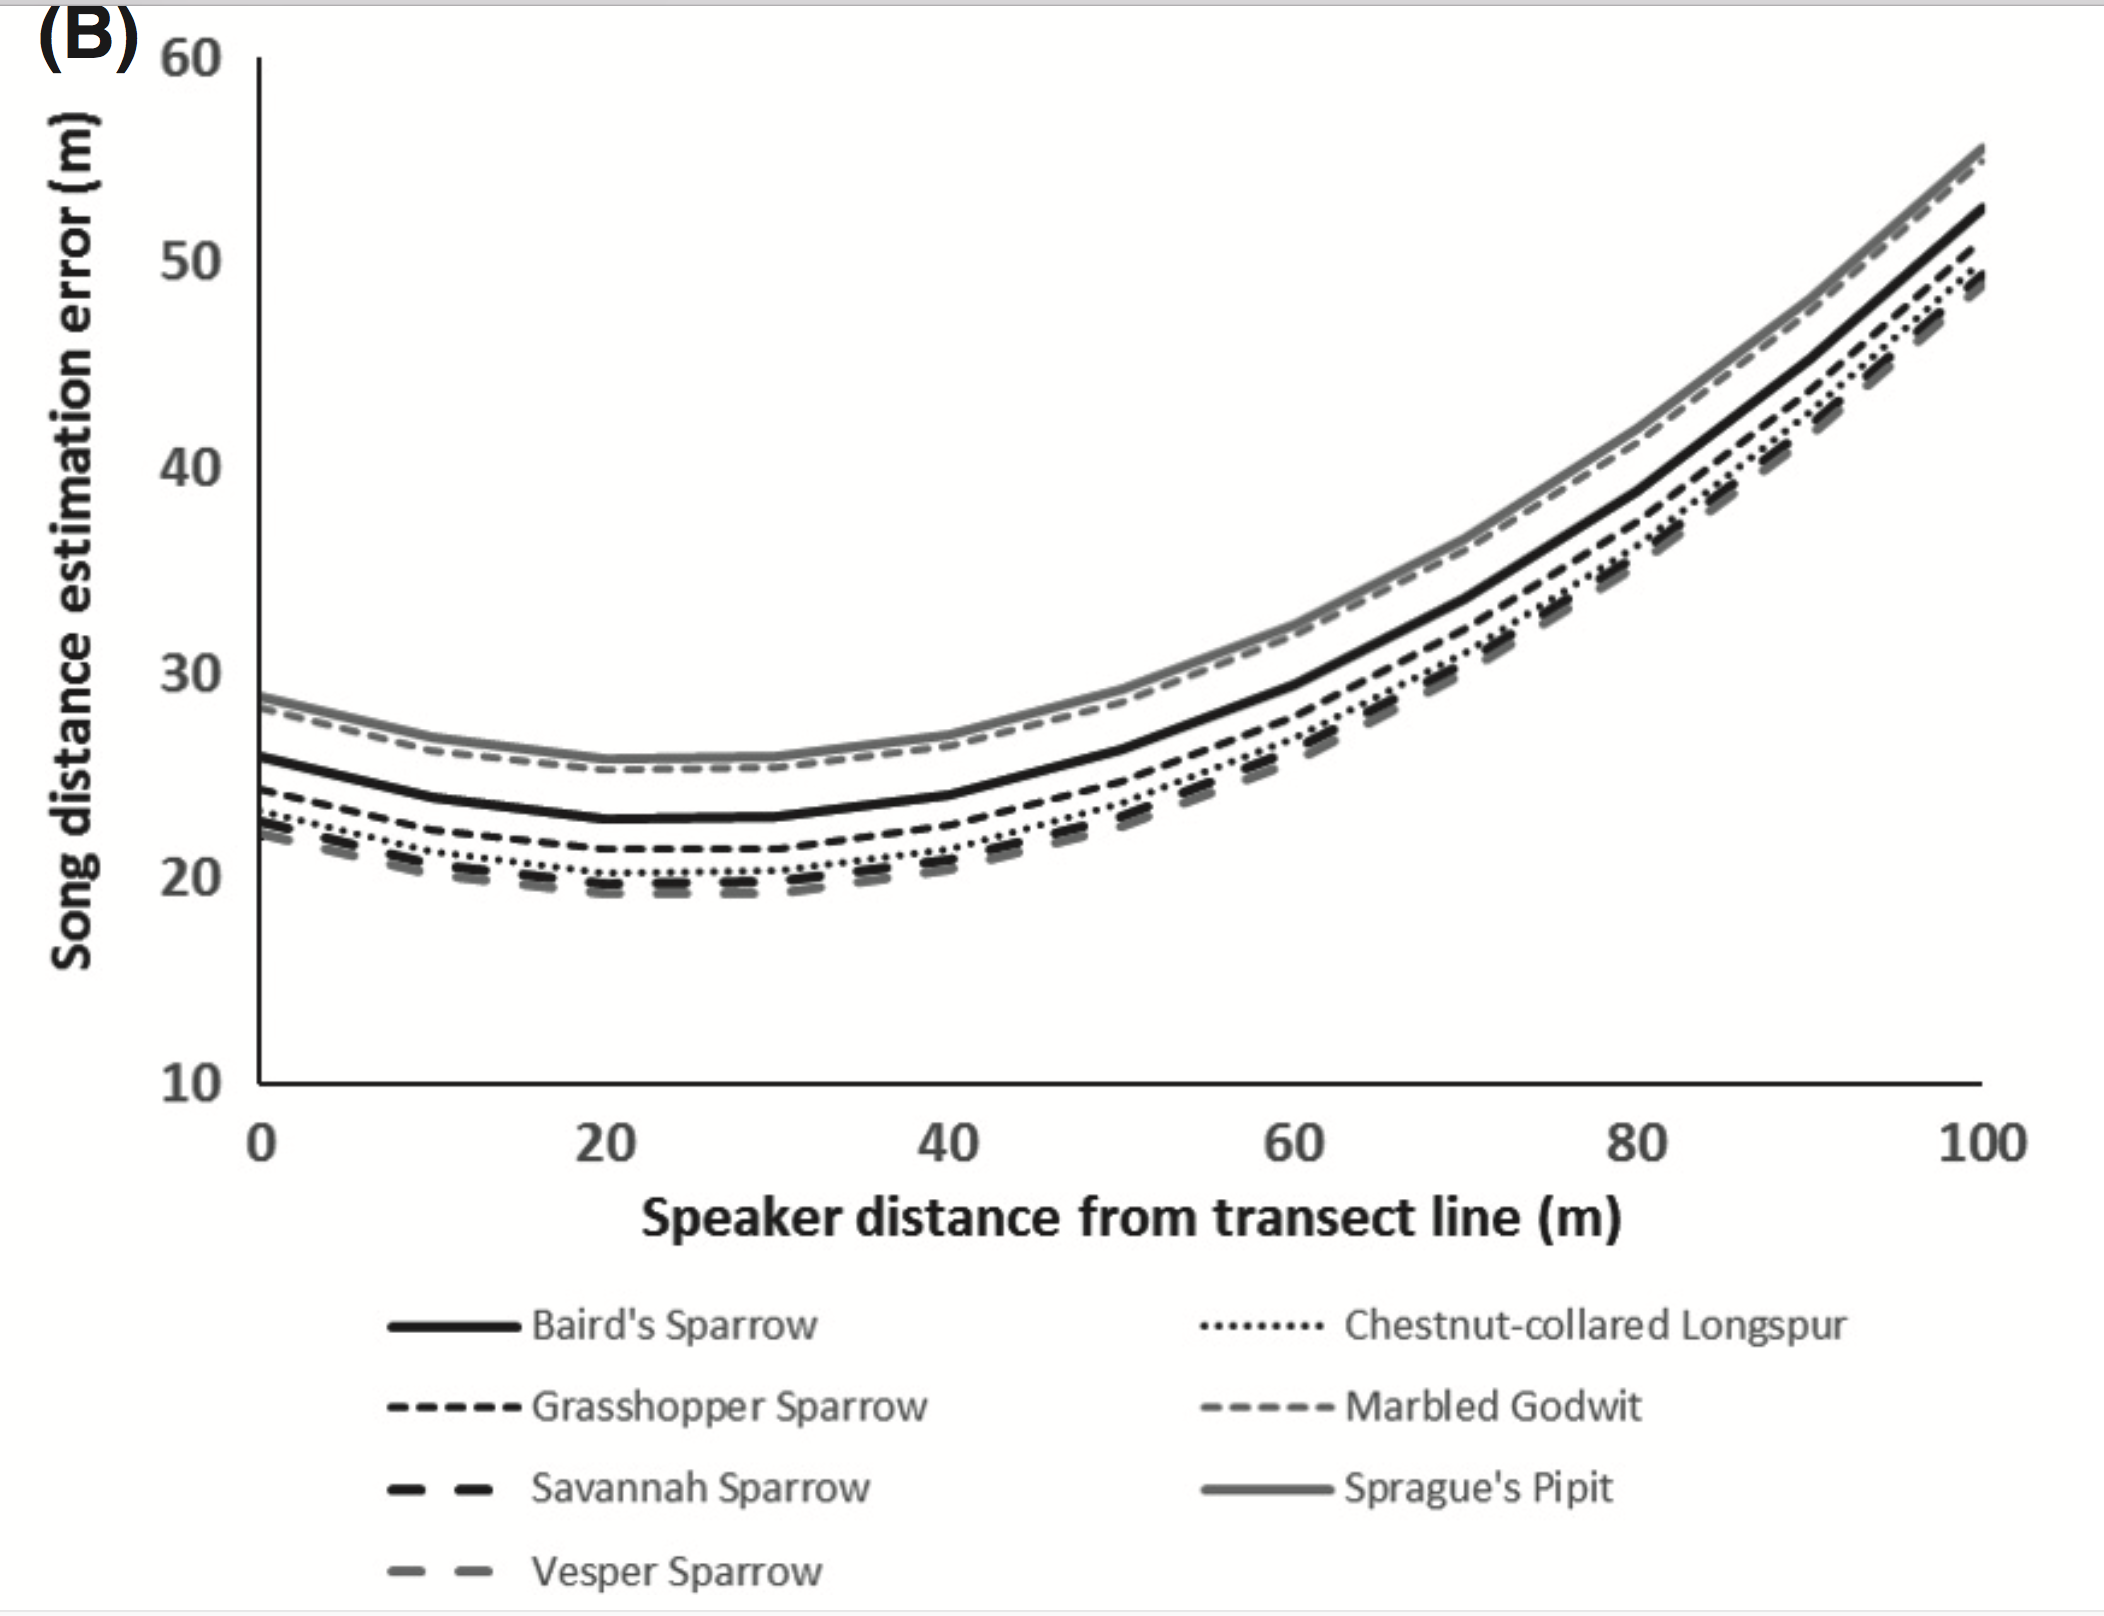 (B)
60
50
40
30
20
10
Song distance estimation error (m)
0 20 40 60 80 100
Speaker distance from transect line (m)
Baird's Sparrow
Chestnut-collared Longspur
Grasshopper Sparrow
Marbled Godwit
Savannah Sparrow
Sprague's Pipit
Vesper Sparrow